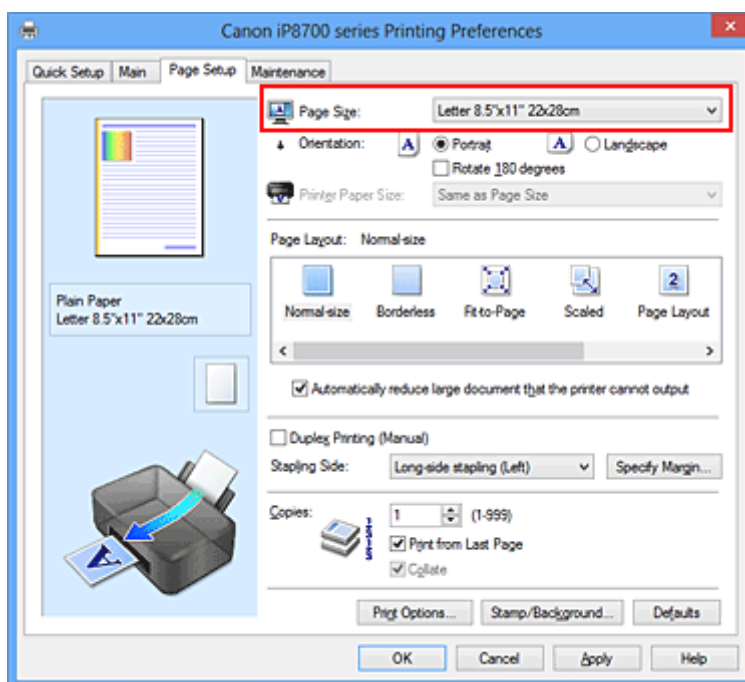 Canon iP8700 series Printing Preferences
Quick Setup Main Page Setup Maintenance
Page Size: Letter 8.5"x11" 22x28cm
Orientation: A Portrait A Landscape
Rotate 180 degrees
Printer Paper Size: Same as Page Size
Page Layout: Normal-size
2
Normal-size Borderless Fit-to-Page Scaled Page Layout
Plain Paper
Letter 8.5"x11" 22x28cm
Automatically reduce large document that the printer cannot output
Duplex Printing (Manual)
Stapling Side: Long-side stapling (Left) Specify Margin...
Copies: 1 (1-999)
Print from Last Page
Collate
A
Print Options... Stamp/Background... Defaults
OK Cancel Apply Help